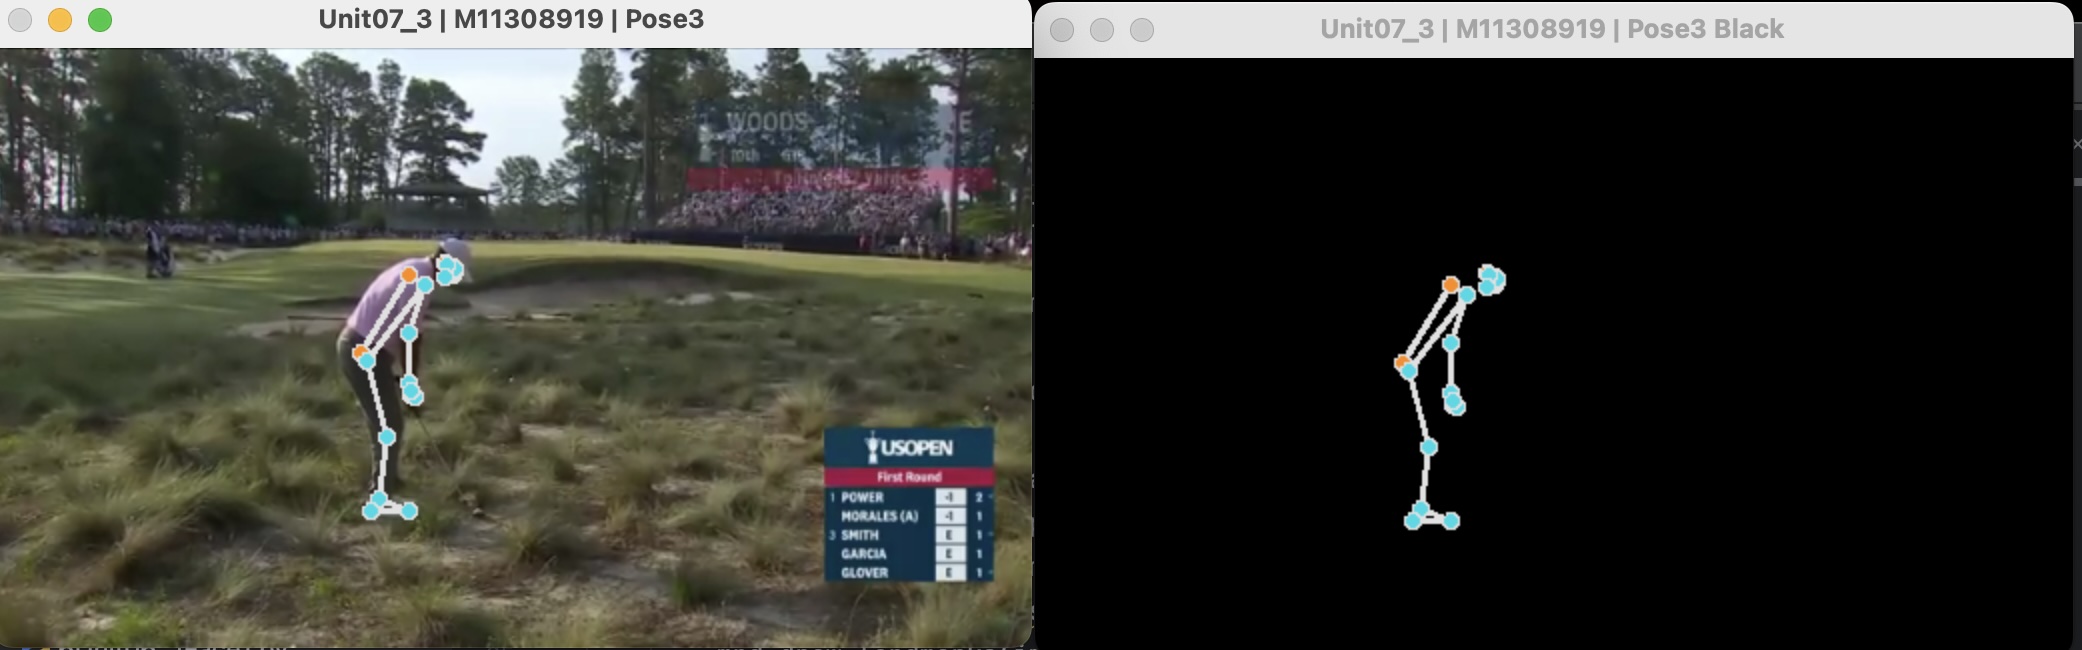 Unit07_3 | M11308919 | Pose3
Unit07_3 | M11308919 | Pose3 Black
WOODS E
10th
USOPEN
First Round
1 POWER -1 2
MORALES (A) -1 1
3 SMITH E 1
GARCIA E 1
GLOVER E 1